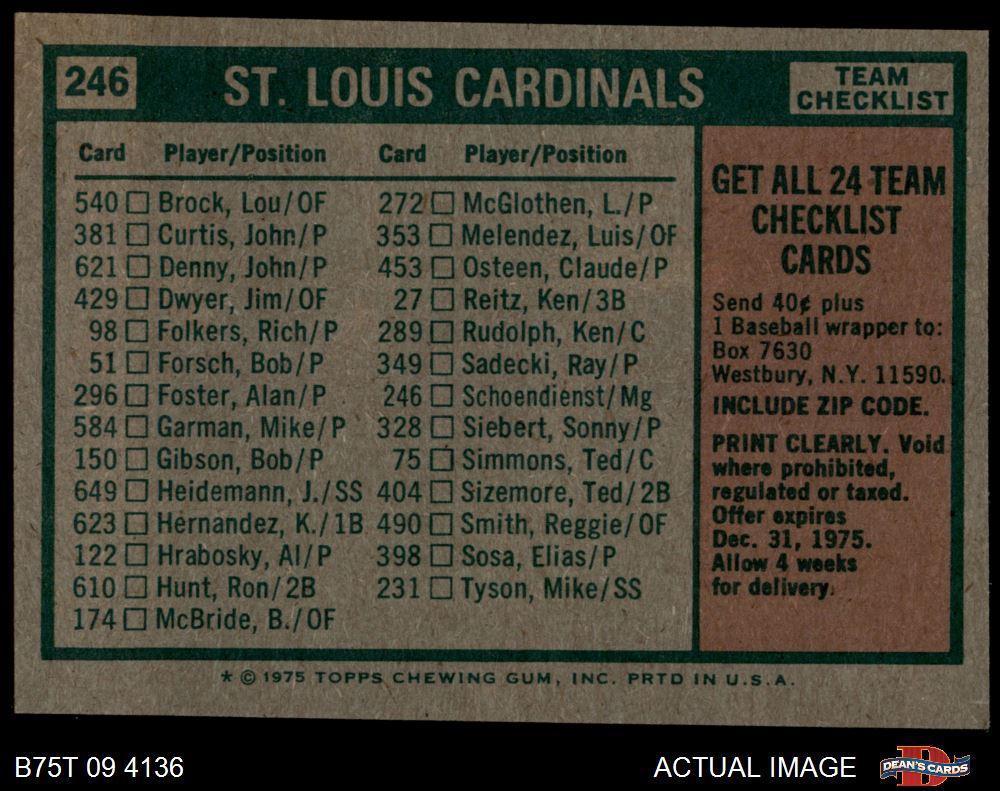 246 ST. LOUIS CARDINALS TEAM CHECKLIST
Card Player/Position Card Player/Position
540 □ Brock, Lou/OF
381 □ Curtis, John/P
621 □ Denny, John/P
429 □ Dwyer, Jim/OF
98 □ Folkers, Rich/P
51 □ Forsch, Bob/P
296 □ Foster, Alan/P
584 □ Garman, Mike/P
150 □ Gibson, Bob/P
649 □ Heidemann, J./SS
623 □ Hernandez, K./1B
122 □ Hrabosky, Al/P
610 □ Hunt, Ron/2B
174 □ McBride, B./OF
272 □ McGlothen, L./P
353 □ Melendez, Luis/OF
453 □ Osteen, Claude/P
27 □ Reitz, Ken/3B
289 □ Rudolph, Ken/C
349 □ Sadecki, Ray/P
246 □ Schoendienst/Mg
328 □ Siebert, Sonny/P
75 □ Simmons, Ted/C
404 □ Sizemore, Ted/2B
490 □ Smith, Reggie/OF
398 □ Sosa, Elias/P
231 □ Tyson, Mike/SS
GET ALL 24 TEAM
CHECKLIST
CARDS
Send 40¢ plus
1 Baseball wrapper to:
Box 7630
Westbury, N.Y. 11590.
INCLUDE ZIP CODE.
PRINT CLEARLY. Void
where prohibited,
regulated or taxed.
Offer expires
Dec. 31, 1975.
Allow 4 weeks
for delivery.
* © 1975 TOPPS CHEWING GUM, INC. PRTD IN U.S.A.
B75T 09 4136
ACTUAL IMAGE
D
DEAN'S CARDS